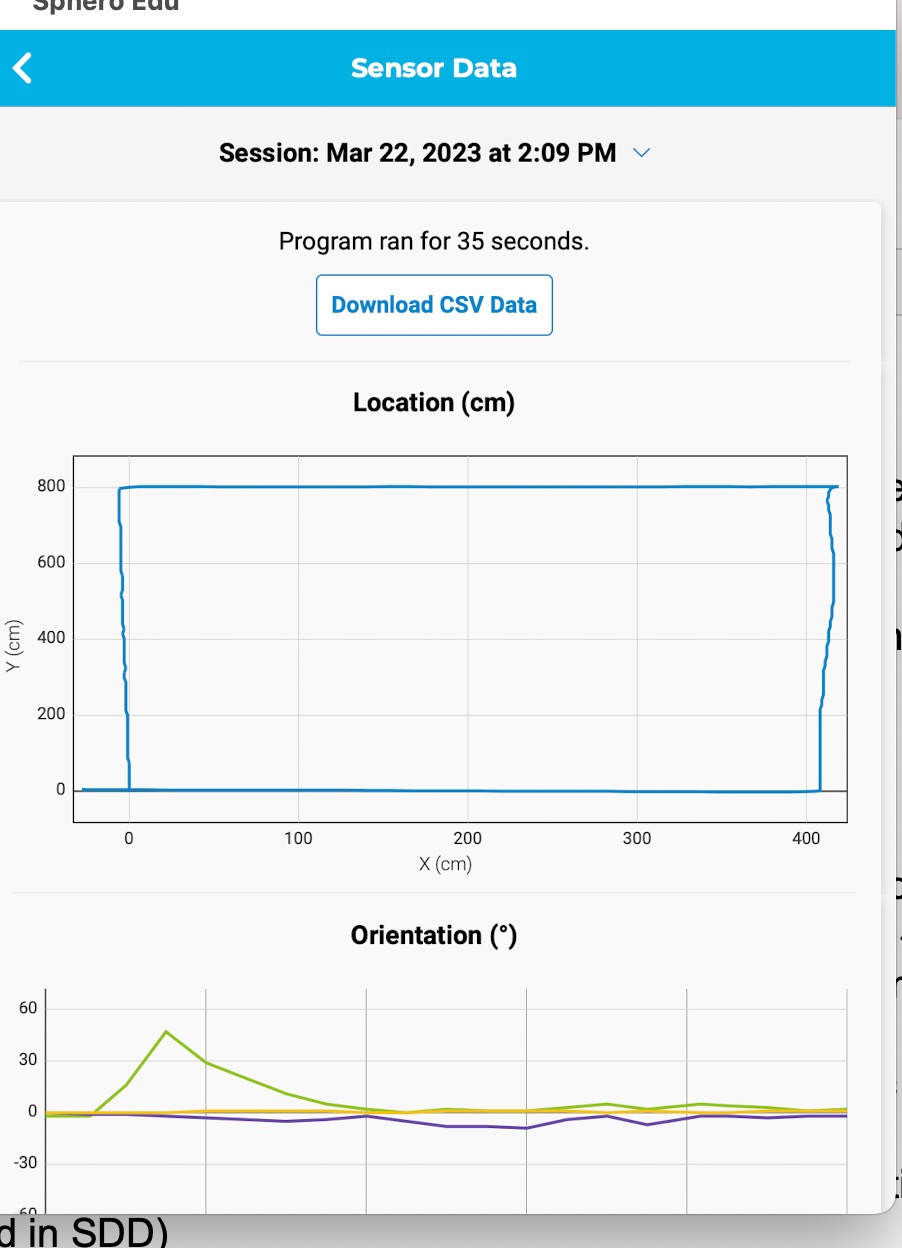 Sphero Edu
Sensor Data
Session: Mar 22, 2023 at 2:09 PM
Program ran for 35 seconds.
Download CSV Data
Location (cm)
800
600
400
200
0
Y (cm)
0 100 200 300 400
X (cm)
Orientation (°)
60
30
0
-30
d in SDD)